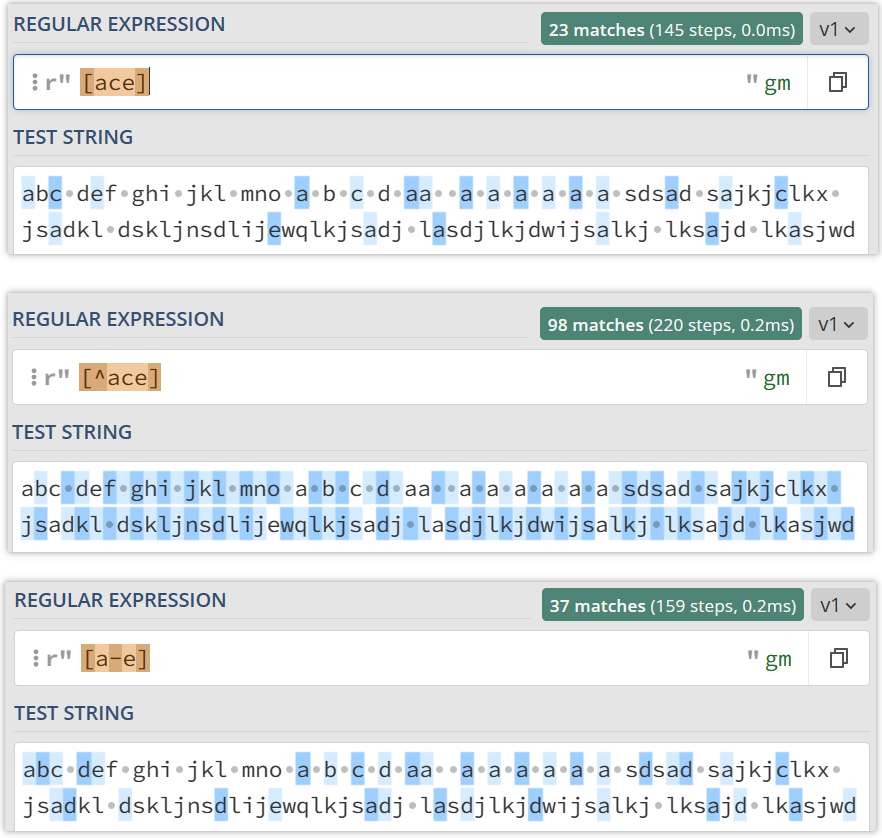 REGULAR EXPRESSION
23 matches (145 steps, 0.0ms) v1
r" [ace] " gm
TEST STRING
abc·def·ghi·jkl·mno·a·b·c·d·aa··a·a·a·a·a·a·sdsad·sajkjclkx·
jsadkl·dskljnsdlijewqlkjsadj·lasdjlkjdwijsalkj·lksajd·lkasjwd
REGULAR EXPRESSION
98 matches (220 steps, 0.2ms) v1
r" [^ace] " gm
TEST STRING
abc·def·ghi·jkl·mno·a·b·c·d·aa··a·a·a·a·a·a·sdsad·sajkjclkx·
jsadkl·dskljnsdlijewqlkjsadj·lasdjlkjdwijsalkj·lksajd·lkasjwd
REGULAR EXPRESSION
37 matches (159 steps, 0.2ms) v1
r" [a-e] " gm
TEST STRING
abc·def·ghi·jkl·mno·a·b·c·d·aa··a·a·a·a·a·a·sdsad·sajkjclkx·
jsadkl·dskljnsdlijewqlkjsadj·lasdjlkjdwijsalkj·lksajd·lkasjwd